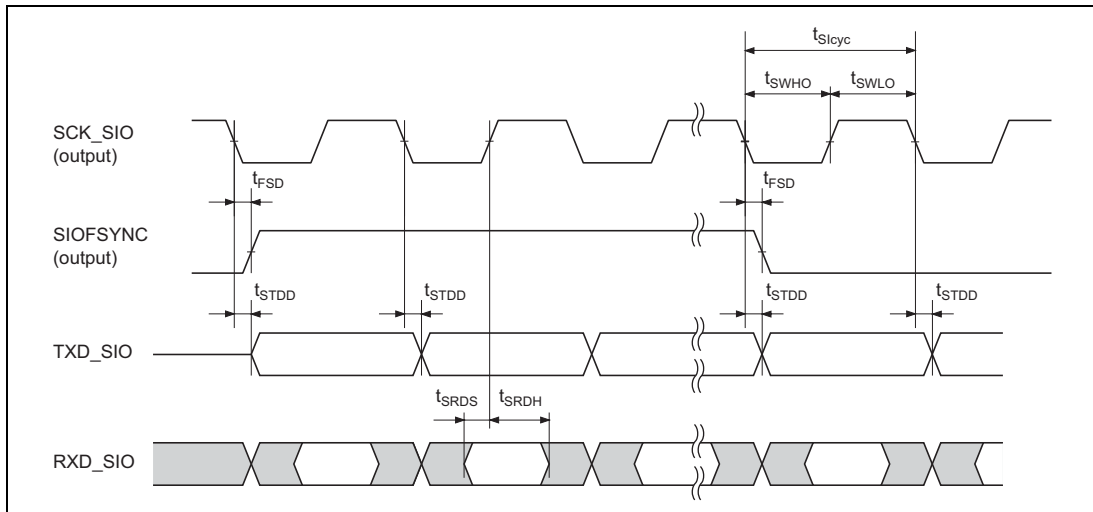 tSIcyc
tSWHO tSWLO
SCK_SIO
(output)
tFSD tFSD
SIOFSYNC
(output)
tSTDD tSTDD tSTDD tSTDD
TXD_SIO
tSRDS tSRDH
RXD_SIO